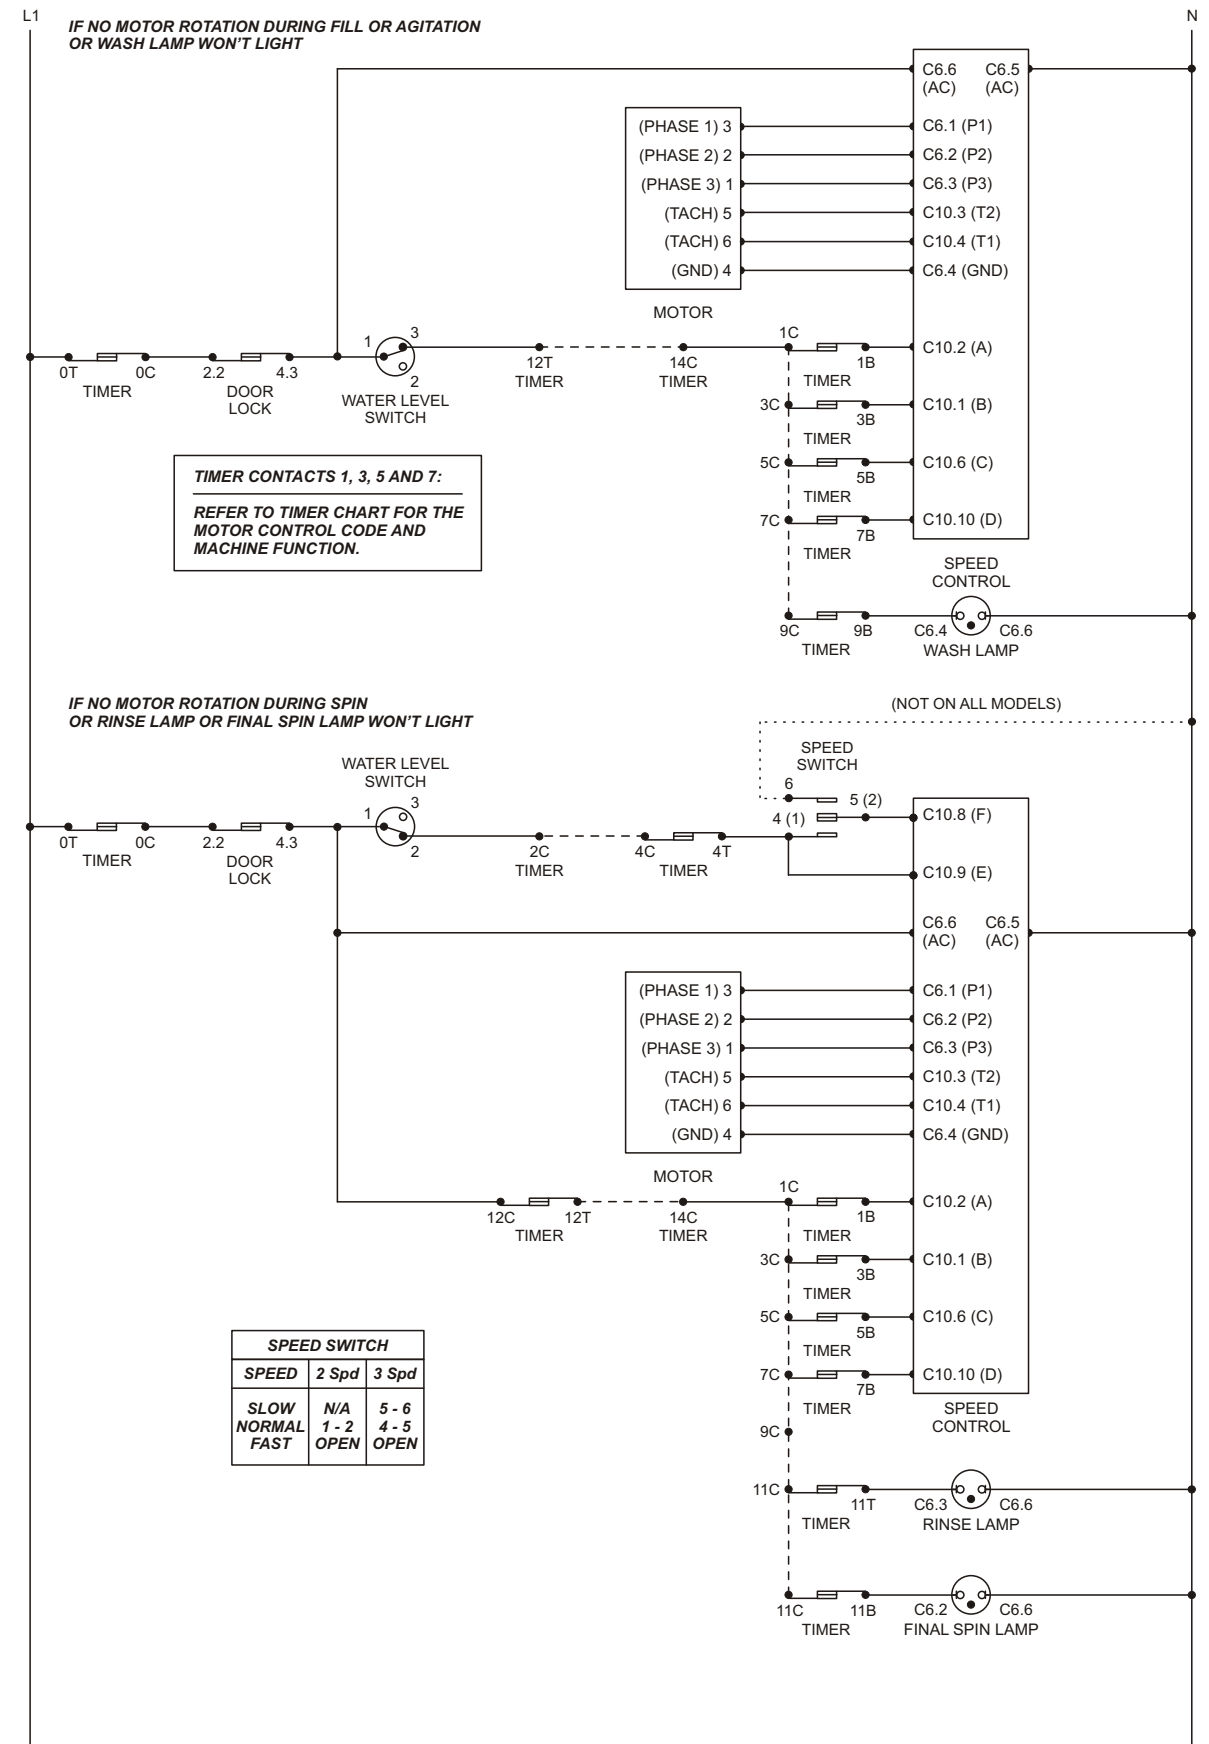 L1
N
IF NO MOTOR ROTATION DURING FILL OR AGITATION
OR WASH LAMP WON'T LIGHT
C6.6 C6.5
(AC) (AC)
(PHASE 1) 3 C6.1 (P1)
(PHASE 2) 2 C6.2 (P2)
(PHASE 3) 1 C6.3 (P3)
(TACH) 5 C10.3 (T2)
(TACH) 6 C10.4 (T1)
(GND) 4 C6.4 (GND)
MOTOR
0T 0C
TIMER
2.2 4.3
DOOR
LOCK
1 3
2
WATER LEVEL
SWITCH
12T
TIMER
14C
TIMER
1C 1B C10.2 (A)
TIMER
3C 3B C10.1 (B)
TIMER
5C 5B C10.6 (C)
TIMER
7C 7B C10.10 (D)
TIMER
SPEED
CONTROL
9C 9B C6.4 C6.6
TIMER WASH LAMP
TIMER CONTACTS 1, 3, 5 AND 7:
REFER TO TIMER CHART FOR THE
MOTOR CONTROL CODE AND
MACHINE FUNCTION.
IF NO MOTOR ROTATION DURING SPIN
OR RINSE LAMP OR FINAL SPIN LAMP WON'T LIGHT
(NOT ON ALL MODELS)
WATER LEVEL
SWITCH
1 3
2
0T 0C
TIMER
2.2 4.3
DOOR
LOCK
2C
TIMER
4C 4T
TIMER
SPEED
SWITCH
6
5 (2)
4 (1)
C10.8 (F)
C10.9 (E)
C6.6 C6.5
(AC) (AC)
(PHASE 1) 3 C6.1 (P1)
(PHASE 2) 2 C6.2 (P2)
(PHASE 3) 1 C6.3 (P3)
(TACH) 5 C10.3 (T2)
(TACH) 6 C10.4 (T1)
(GND) 4 C6.4 (GND)
MOTOR
12C 12T
TIMER
14C
TIMER
1C 1B C10.2 (A)
TIMER
3C 3B C10.1 (B)
TIMER
5C 5B C10.6 (C)
TIMER
7C 7B C10.10 (D)
TIMER
SPEED
CONTROL
9C
11C 11T C6.3 C6.6
TIMER RINSE LAMP
11C 11B C6.2 C6.6
TIMER FINAL SPIN LAMP
SPEED SWITCH
SPEED 2 Spd 3 Spd
SLOW N/A 5 - 6
NORMAL 1 - 2 4 - 5
FAST OPEN OPEN